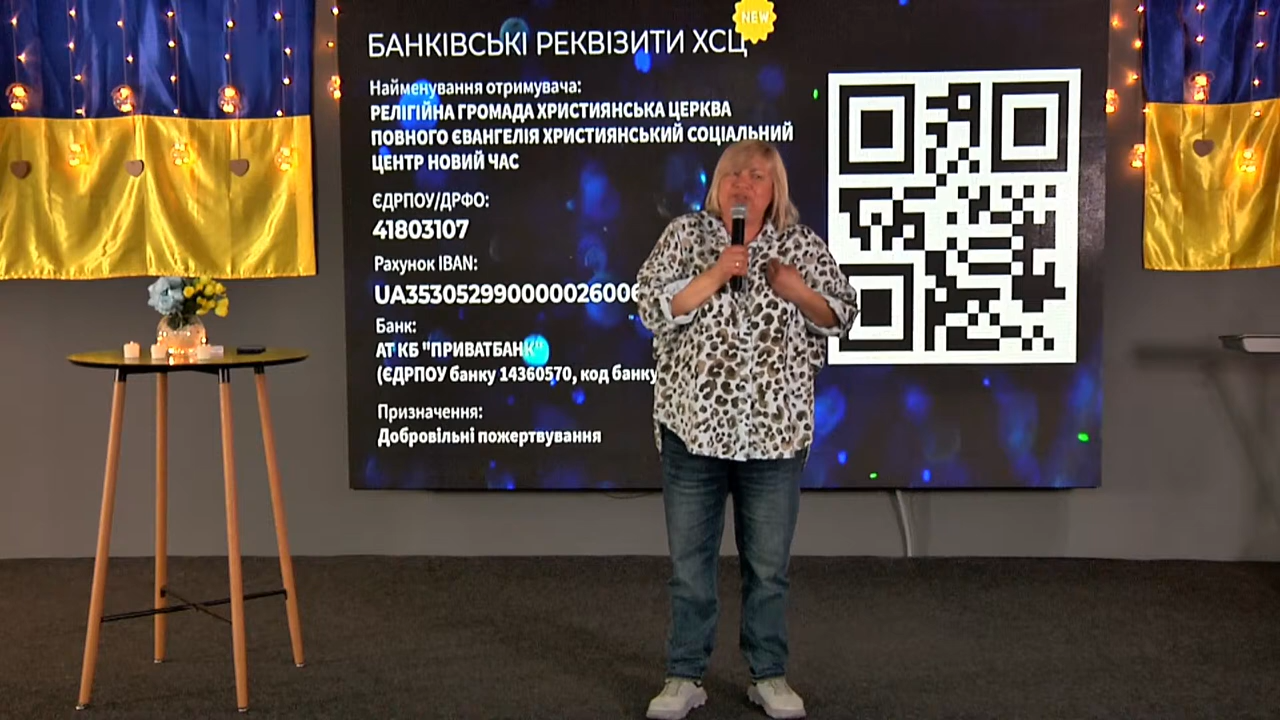 NEW
БАНКІВСЬКІ РЕКВІЗИТИ ХСЦ
Найменування отримувача:
РЕЛІГІЙНА ГРОМАДА ХРИСТИЯНСЬКА ЦЕРКВА
ПОВНОГО ЄВАНГЕЛІЯ ХРИСТИЯНСЬКИЙ СОЦІАЛЬНИЙ
ЦЕНТР НОВИЙ ЧАС
ЄДРПОУ/ДРФО:
41803107
Рахунок IBAN:
UA353052990000026006
Банк:
АТ КБ "ПРИВАТБАНК"
(ЄДРПОУ банку 14360570, код банку
Призначення:
Добровільні пожертвування